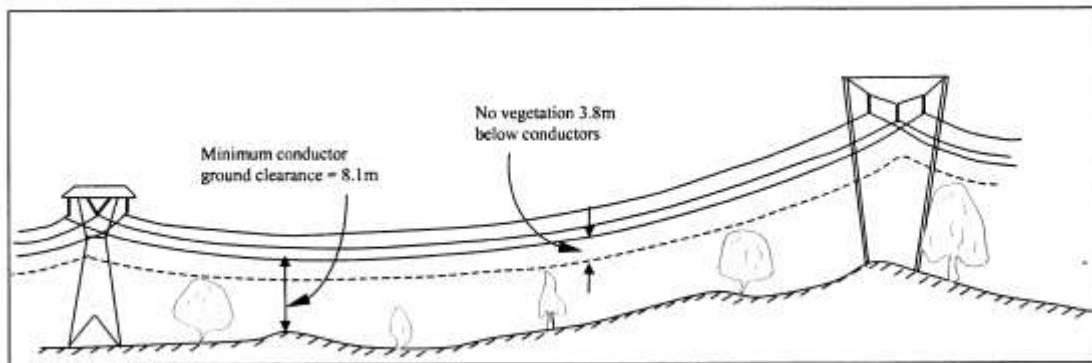 No vegetation 3.8m
below conductors
Minimum conductor
ground clearance = 8.1m